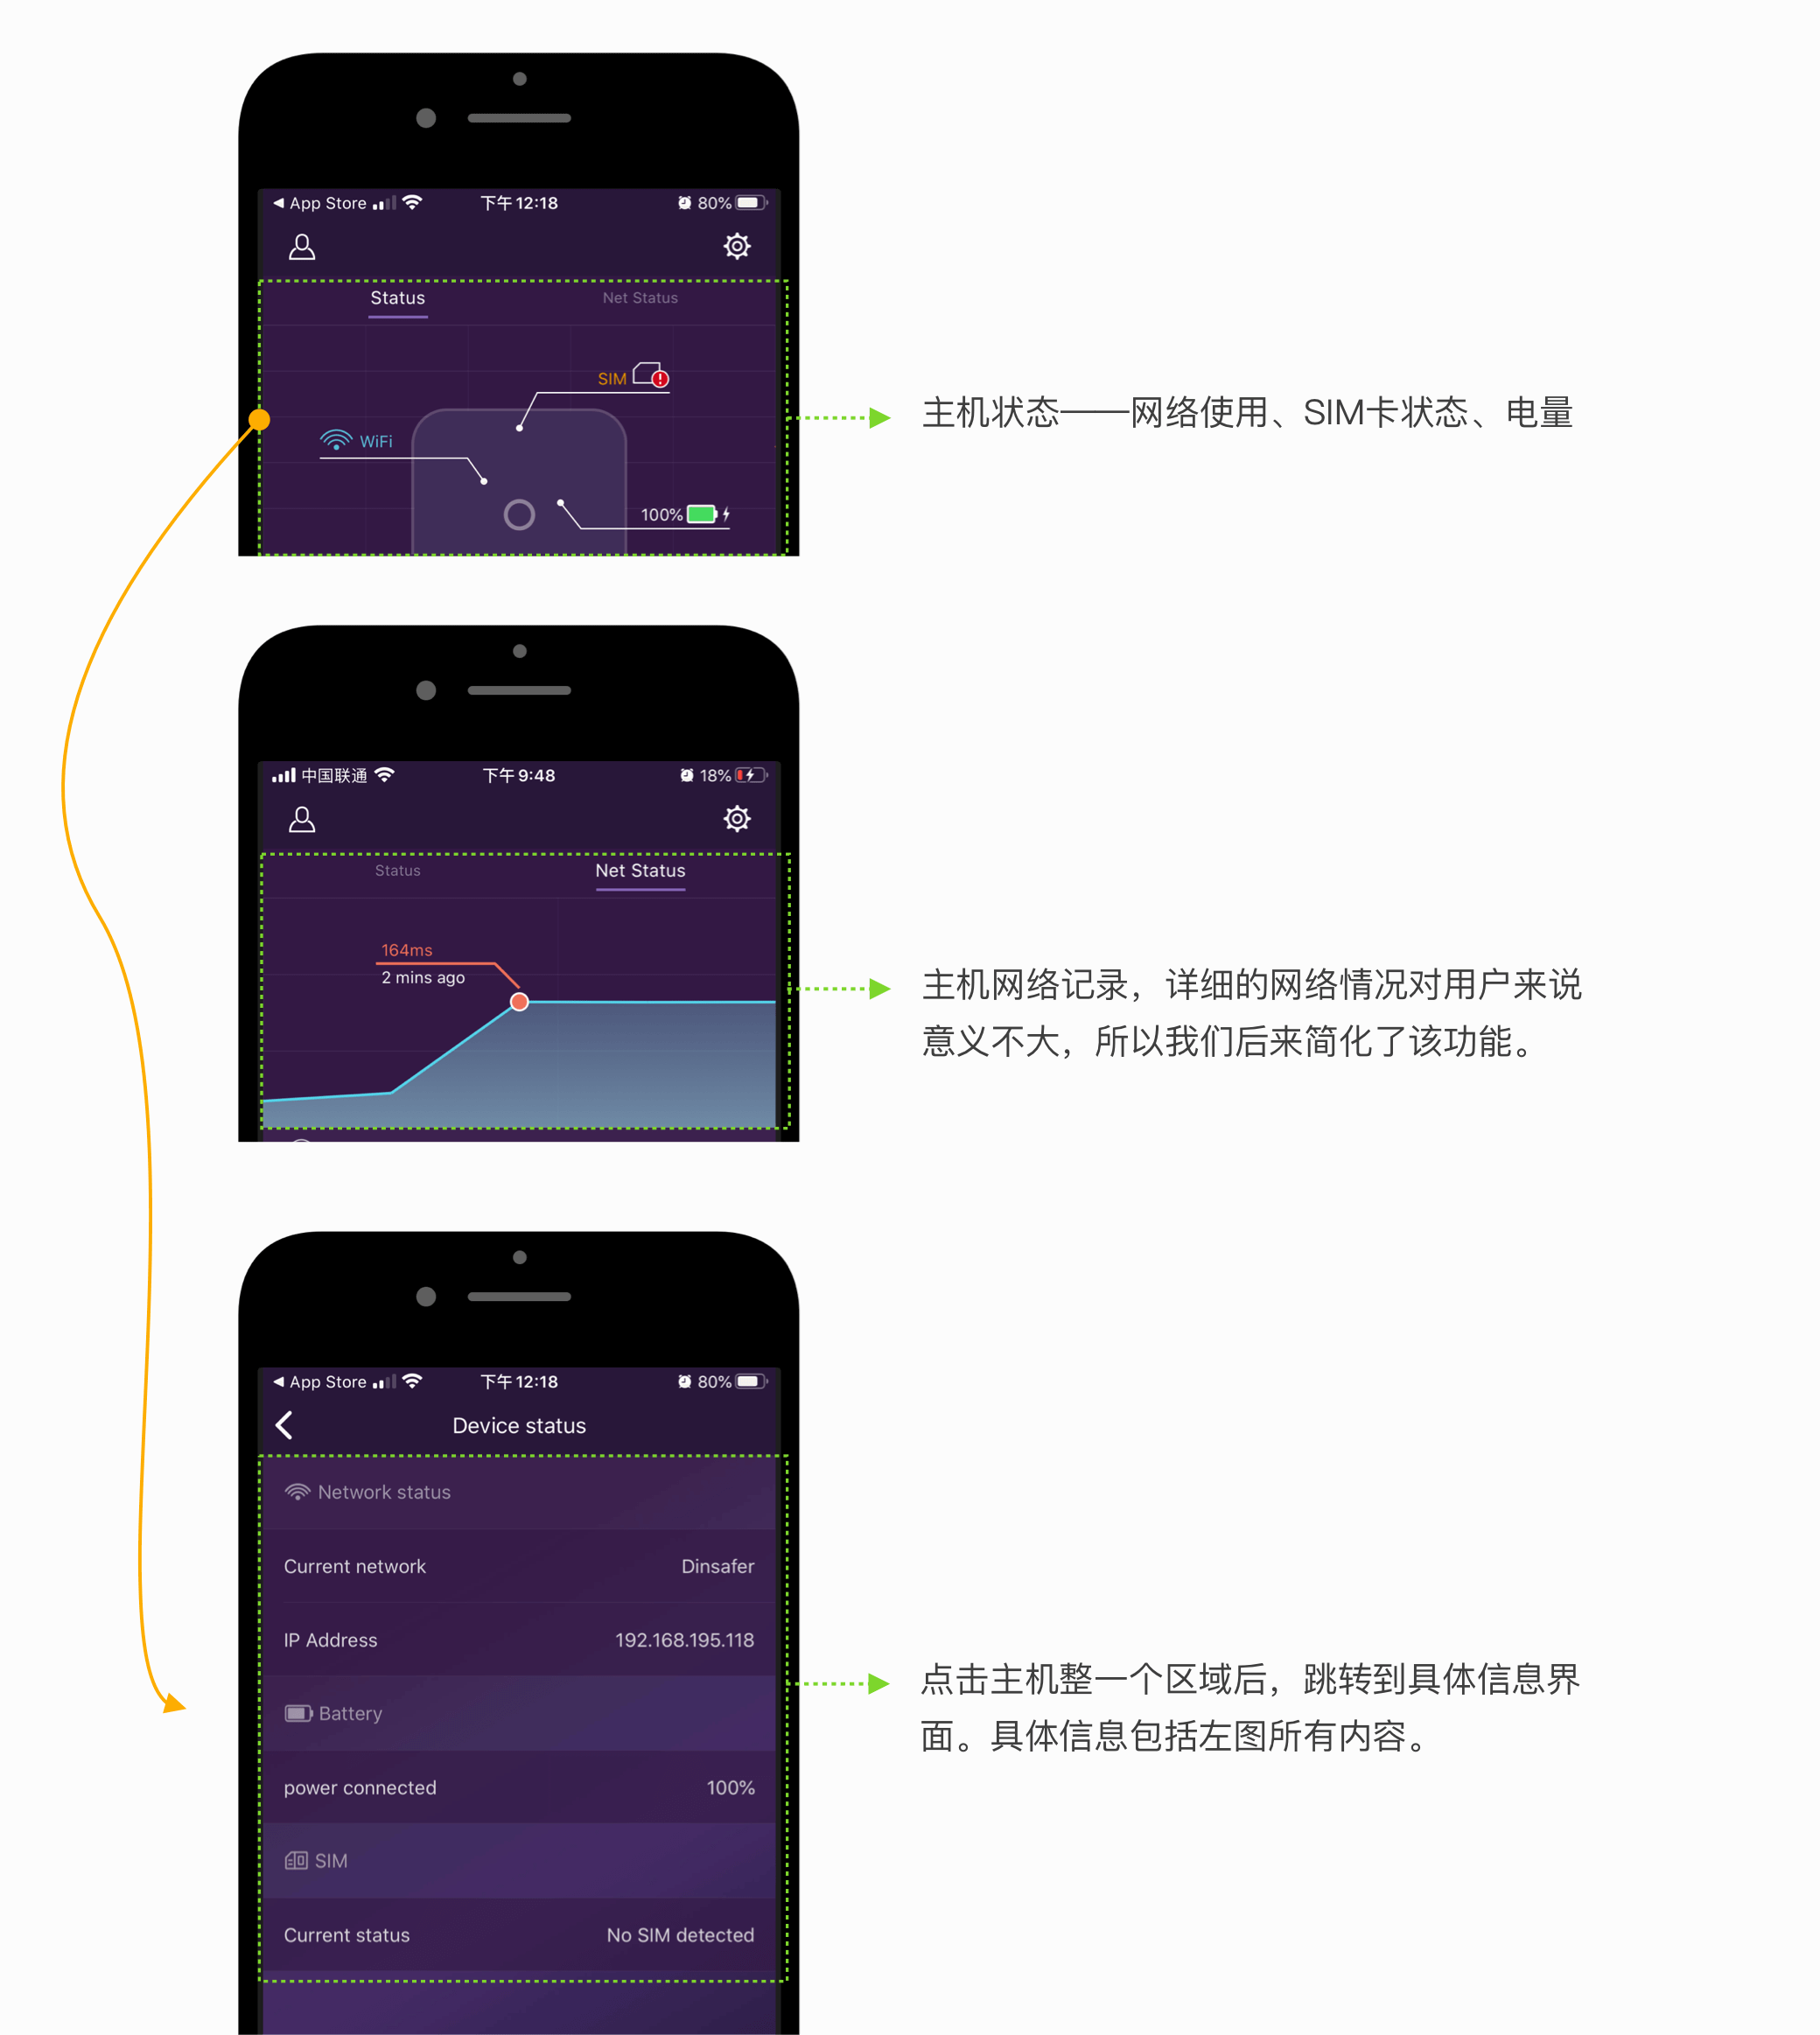 App Store 下午 12:18 80%
Status Net Status
SIM
WiFi
100%
主机状态——网络使用、SIM卡状态、电量
中国联通 下午 9:48 18%
Status Net Status
164ms
2 mins ago
主机网络记录，详细的网络情况对用户来说
意义不大，所以我们后来简化了该功能。
App Store 下午 12:18 80%
Device status
Network status
Current network Dinsafer
IP Address 192.168.195.118
Battery
power connected 100%
SIM
Current status No SIM detected
点击主机整一个区域后，跳转到具体信息界
面。具体信息包括左图所有内容。